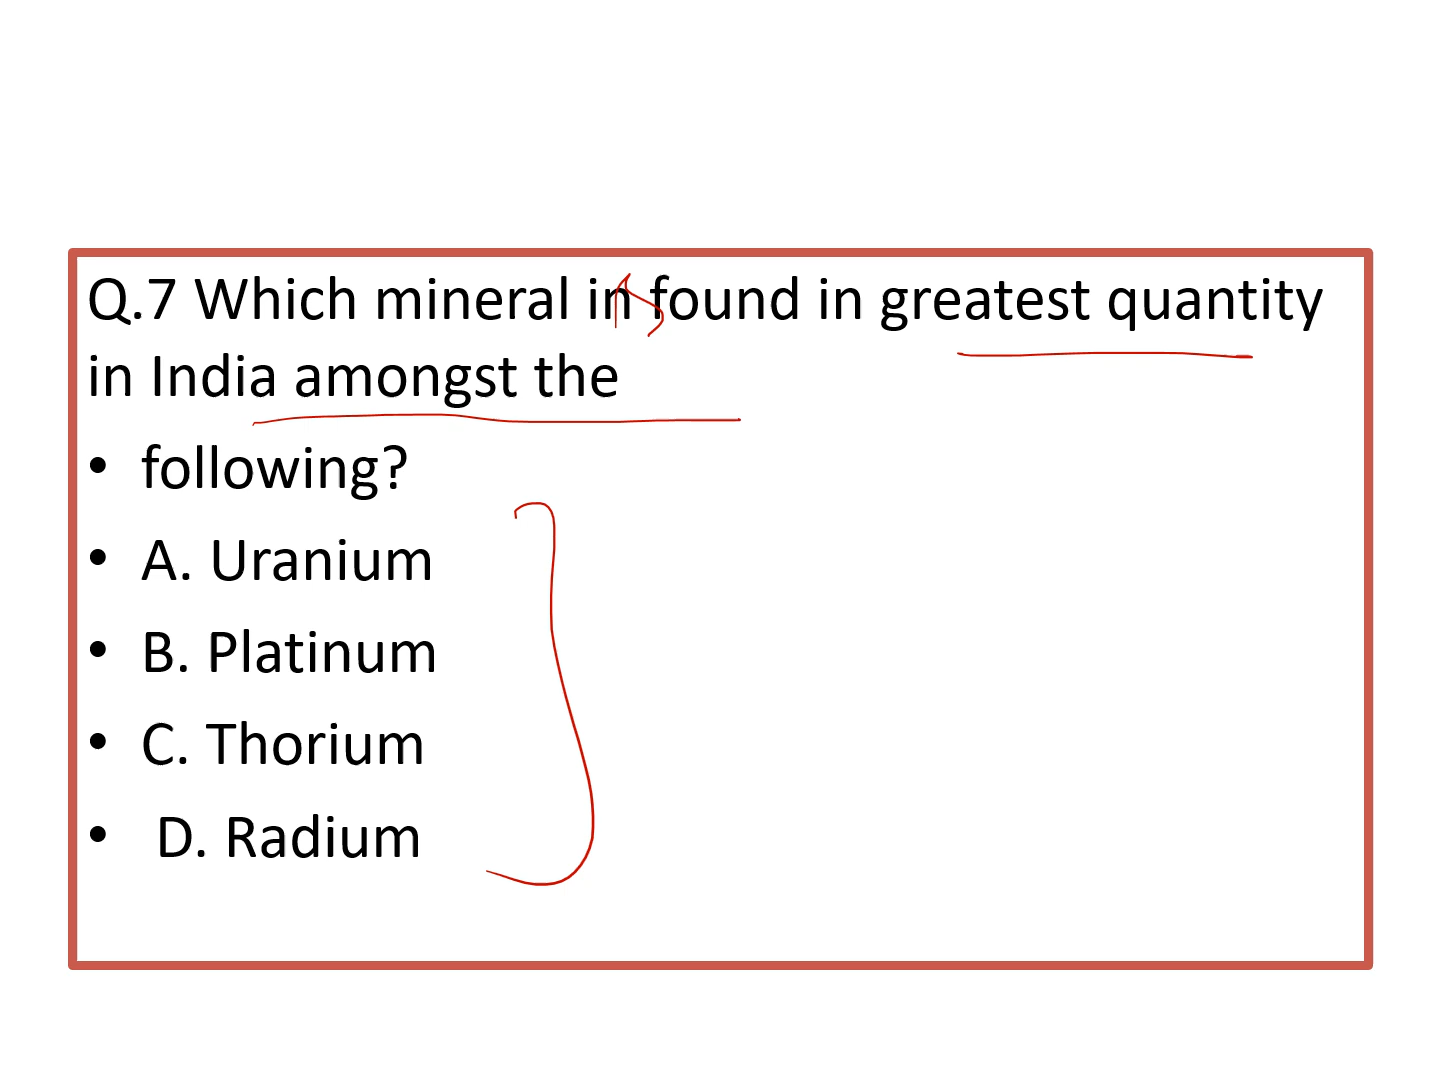 Q.7 Which mineral in found in greatest quantity
in India amongst the
• following?
• A. Uranium
• B. Platinum
• C. Thorium
• D. Radium